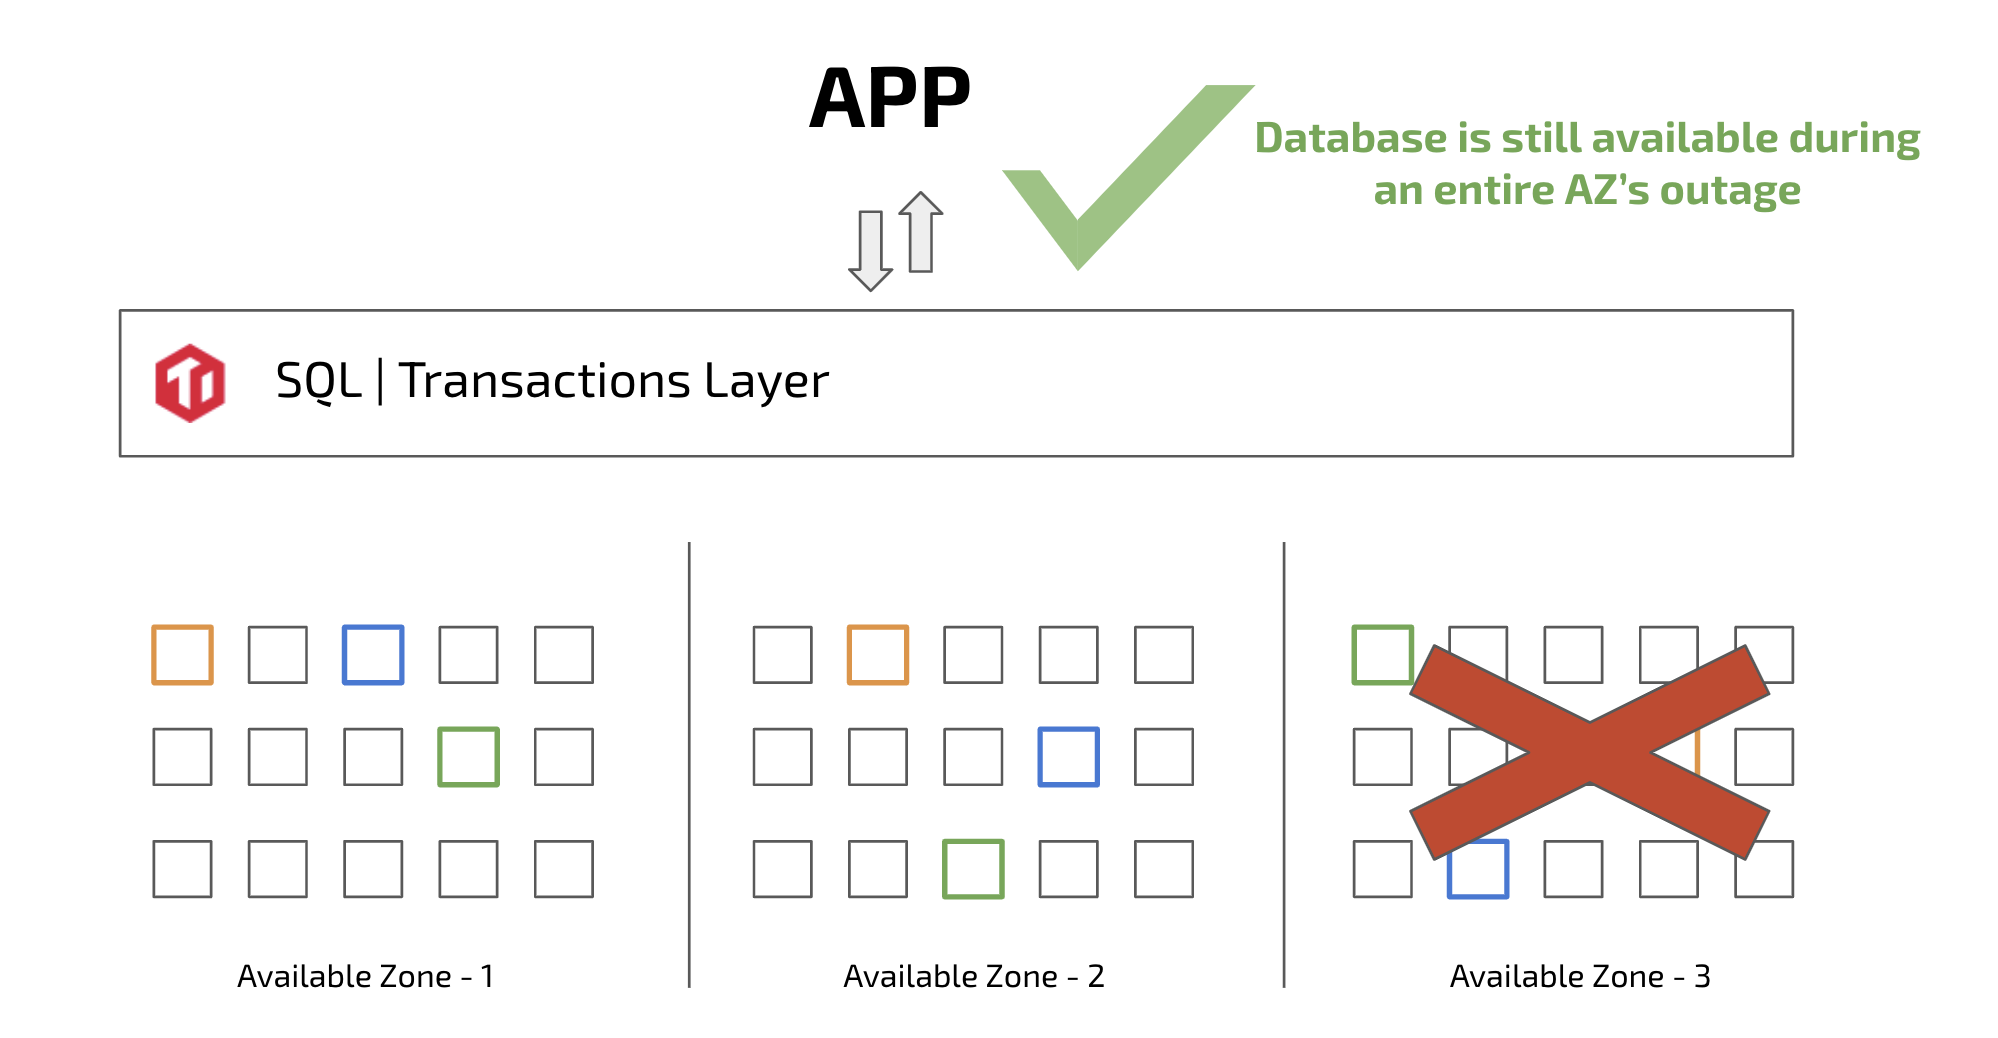 APP
Database is still available during
an entire AZ’s outage
SQL | Transactions Layer
Available Zone - 1
Available Zone - 2
Available Zone - 3